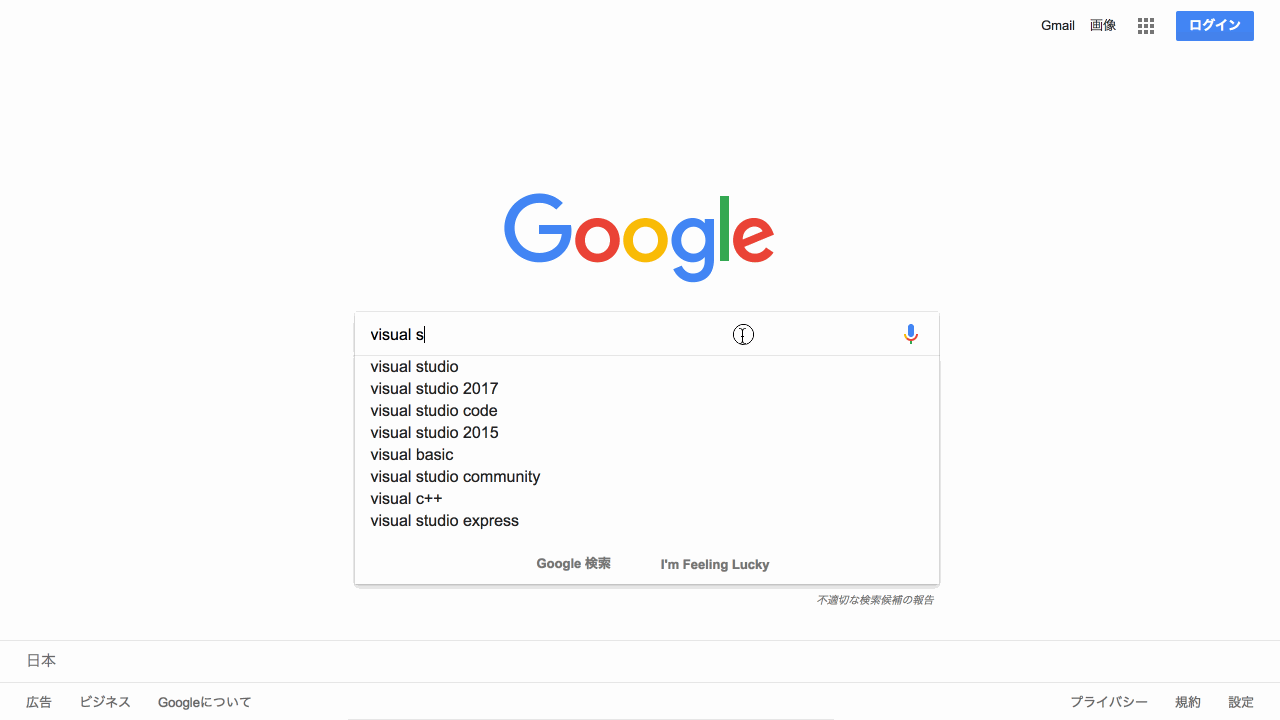 Gmail 画像 ログイン
Google
visual s
visual studio
visual studio 2017
visual studio code
visual studio 2015
visual basic
visual studio community
visual c++
visual studio express
Google 検索 I'm Feeling Lucky
不適切な検索候補の報告
日本
広告 ビジネス Googleについて プライバシー 規約 設定